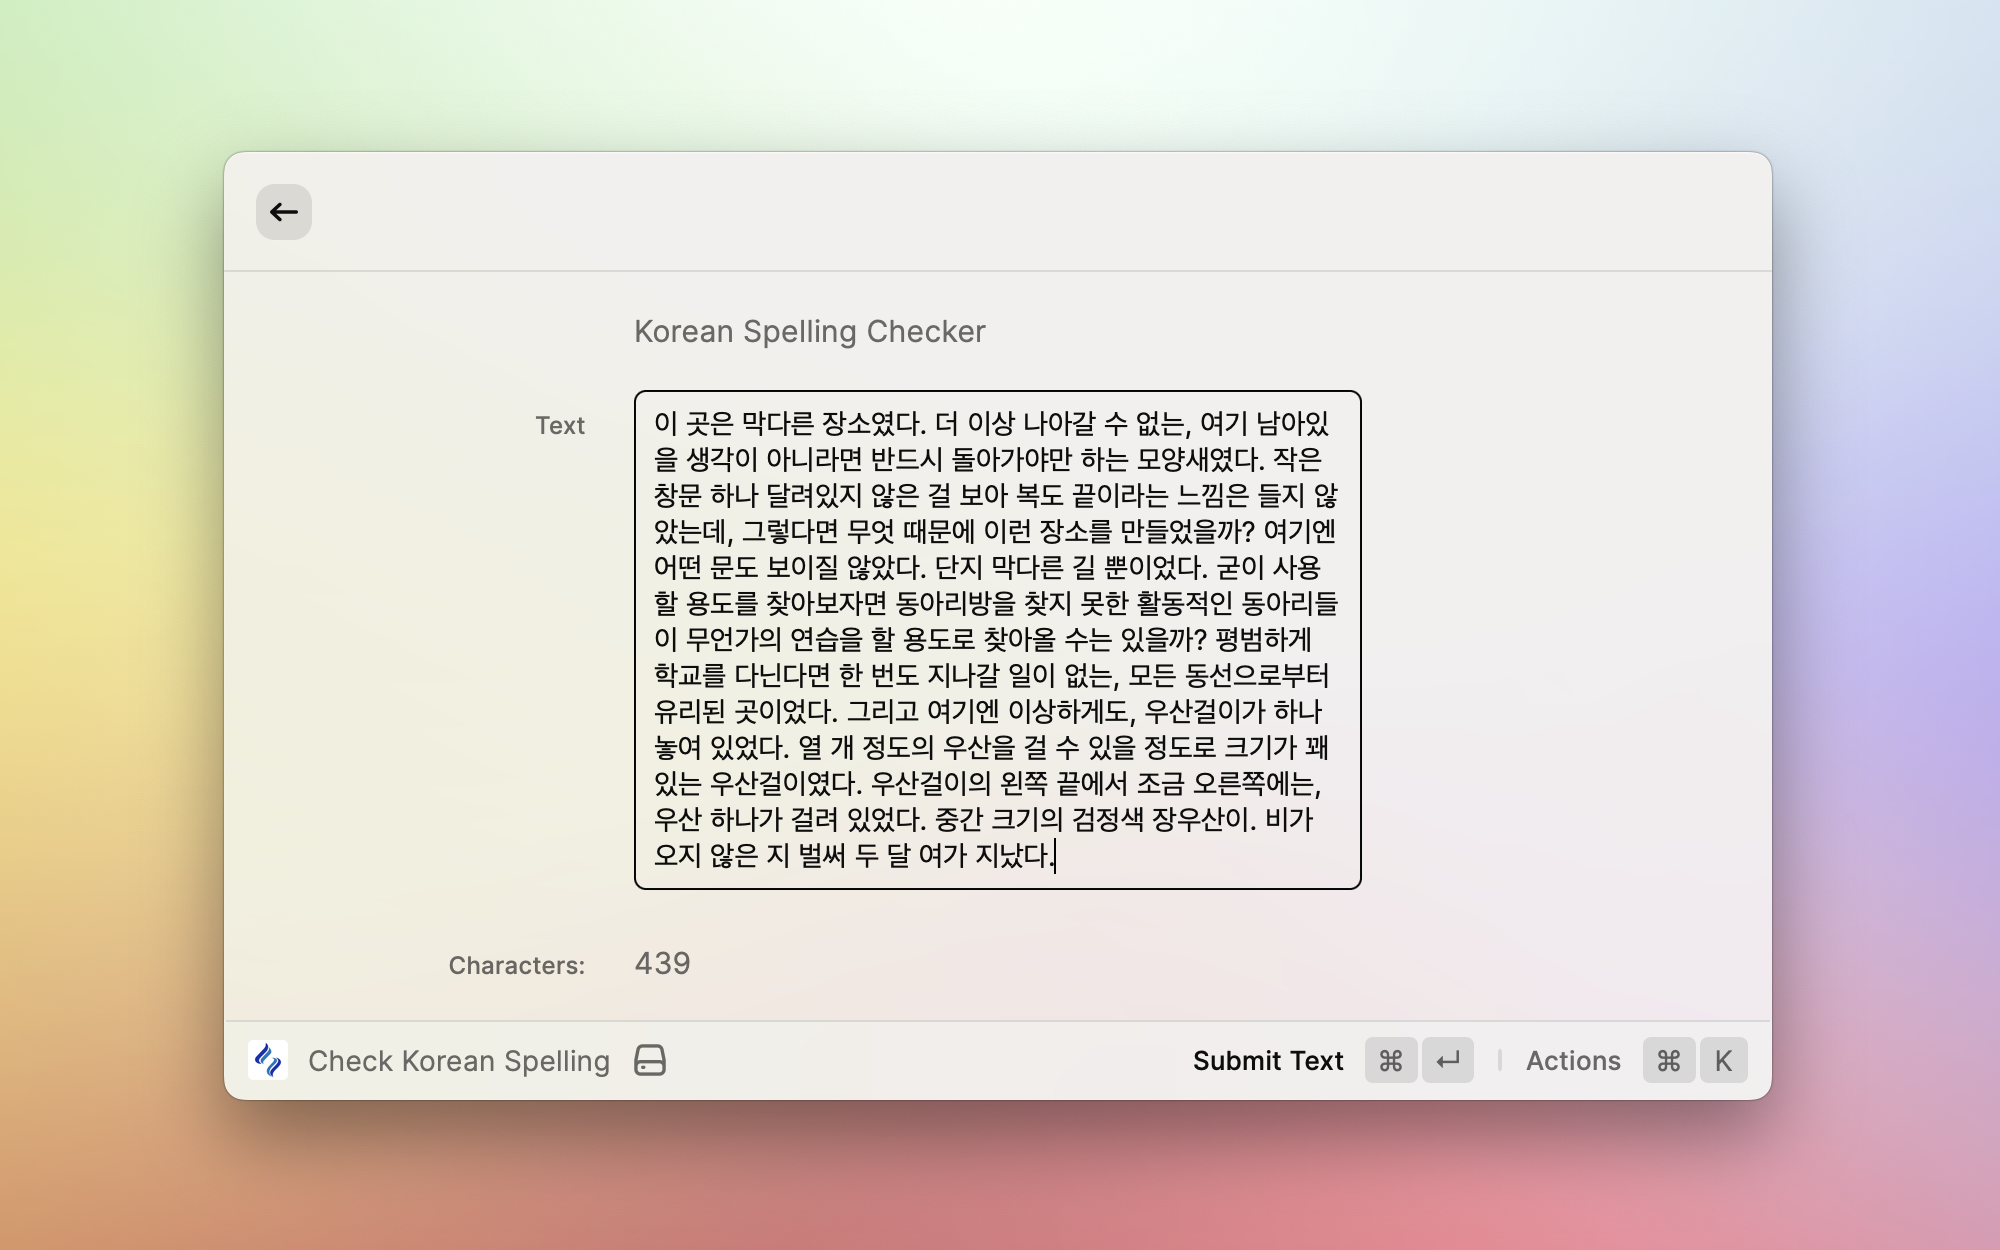 Korean Spelling Checker
Text
이 곳은 막다른 장소였다. 더 이상 나아갈 수 없는, 여기 남아있
을 생각이 아니라면 반드시 돌아가야만 하는 모양새였다. 작은
창문 하나 달려있지 않은 걸 보아 복도 끝이라는 느낌은 들지 않
았는데, 그렇다면 무엇 때문에 이런 장소를 만들었을까? 여기엔
어떤 문도 보이질 않았다. 단지 막다른 길 뿐이었다. 굳이 사용
할 용도를 찾아보자면 동아리방을 찾지 못한 활동적인 동아리들
이 무언가의 연습을 할 용도로 찾아올 수는 있을까? 평범하게
학교를 다닌다면 한 번도 지나갈 일이 없는, 모든 동선으로부터
유리된 곳이었다. 그리고 여기엔 이상하게도, 우산걸이가 하나
놓여 있었다. 열 개 정도의 우산을 걸 수 있을 정도로 크기가 꽤
있는 우산걸이였다. 우산걸이의 왼쪽 끝에서 조금 오른쪽에는,
우산 하나가 걸려 있었다. 중간 크기의 검정색 장우산이. 비가
오지 않은 지 벌써 두 달 여가 지났다.
Characters: 439
Check Korean Spelling Submit Text ⌘ ↵ Actions ⌘ K